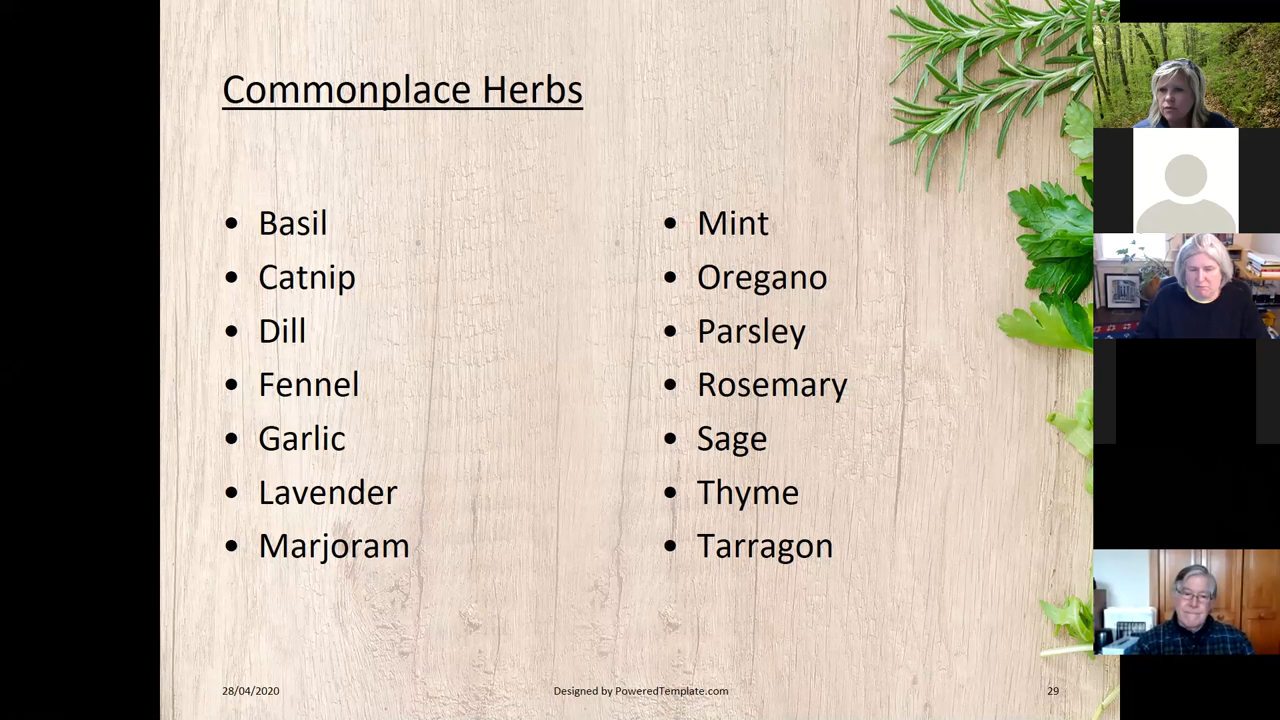 Commonplace Herbs
• Basil
• Catnip
• Dill
• Fennel
• Garlic
• Lavender
• Marjoram
• Mint
• Oregano
• Parsley
• Rosemary
• Sage
• Thyme
• Tarragon
28/04/2020
Designed by PoweredTemplate.com
29